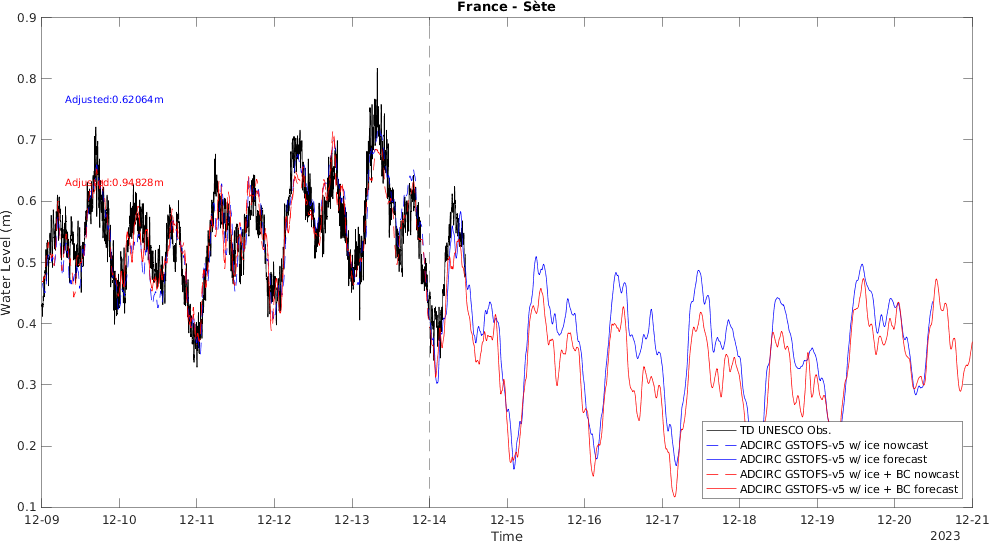 France - Sète
0.9
0.8
0.7
0.6
0.5
0.4
0.3
0.2
0.1
Water Level (m)
Adjusted:0.62064m
Adjusted:0.94828m
TD UNESCO Obs.
ADCIRC GSTOFS-v5 w/ ice nowcast
ADCIRC GSTOFS-v5 w/ ice forecast
ADCIRC GSTOFS-v5 w/ ice + BC nowcast
ADCIRC GSTOFS-v5 w/ ice + BC forecast
12-09 12-10 12-11 12-12 12-13 12-14 12-15 12-16 12-17 12-18 12-19 12-20 12-21
Time
2023